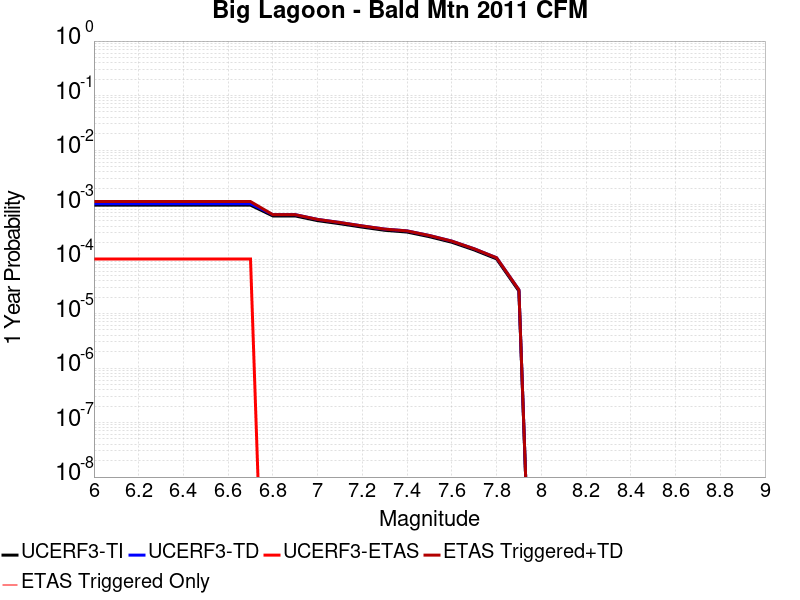 Big Lagoon - Bald Mtn 2011 CFM
1 Year Probability
10^0
10^-1
10^-2
10^-3
10^-4
10^-5
10^-6
10^-7
10^-8
6 6.2 6.4 6.6 6.8 7 7.2 7.4 7.6 7.8 8 8.2 8.4 8.6 8.8 9
Magnitude
UCERF3-TI UCERF3-TD UCERF3-ETAS ETAS Triggered+TD
ETAS Triggered Only